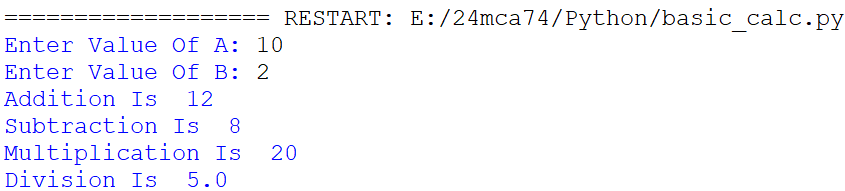 =================== RESTART: E:/24mca74/Python/basic_calc.py
Enter Value Of A: 10
Enter Value Of B: 2
Addition Is  12
Subtraction Is  8
Multiplication Is  20
Division Is  5.0